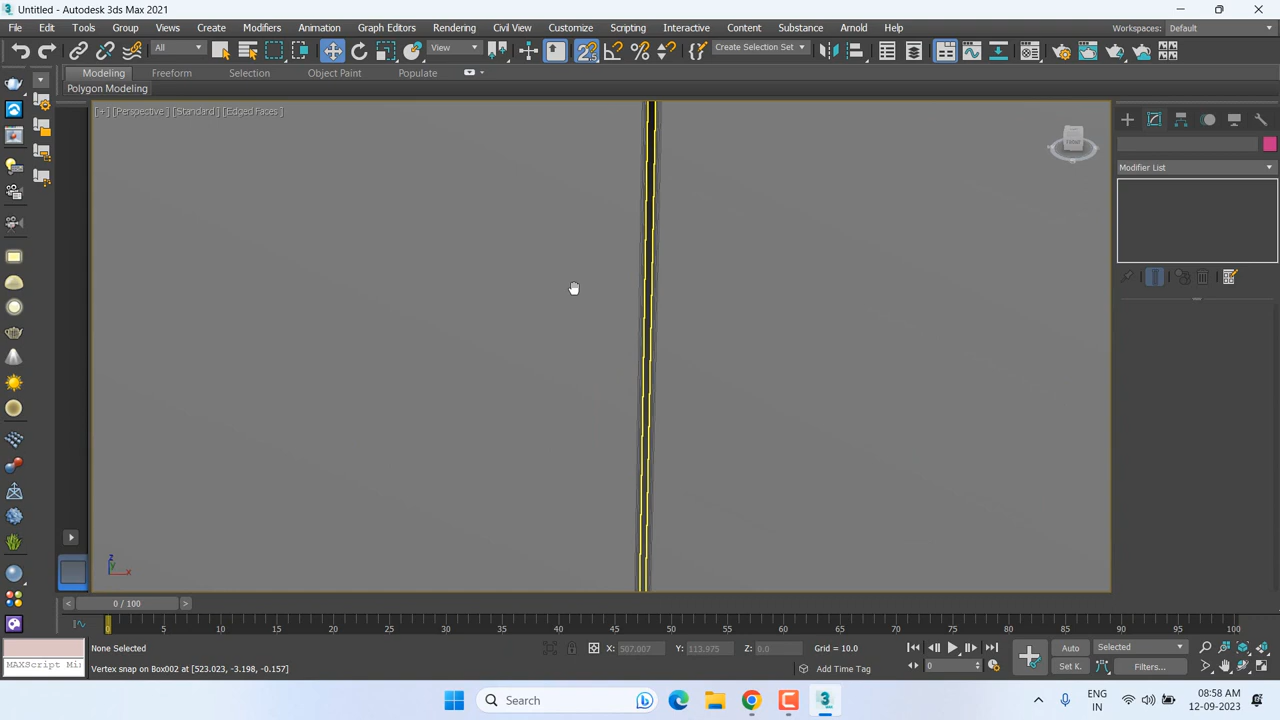 Untitled - Autodesk 3ds Max 2021
File Edit Tools Group Views Create Modifiers Animation Graph Editors Rendering Civil View Customize Scripting Interactive Content Substance Arnold Help Workspaces: Default
All View Create Selection Set
Modeling Freeform Selection Object Paint Populate
Polygon Modeling
[+] [Perspective] [Standard] [Edged Faces]
Modifier List
z
y x
< 0 / 100 >
0 5 10 15 20 25 30 35 40 45 50 55 60 65 70 75 80 85 90 95 100
None Selected X: 507.007 Y: 113.975 Z: 0.0 Grid = 10.0 Auto Selected
MAXScript Mi Vertex snap on Box002 at [523.023, -3.198, -0.157] Add Time Tag 0 Set K. Filters...
Search
ENG
IN
08:58 AM
12-09-2023